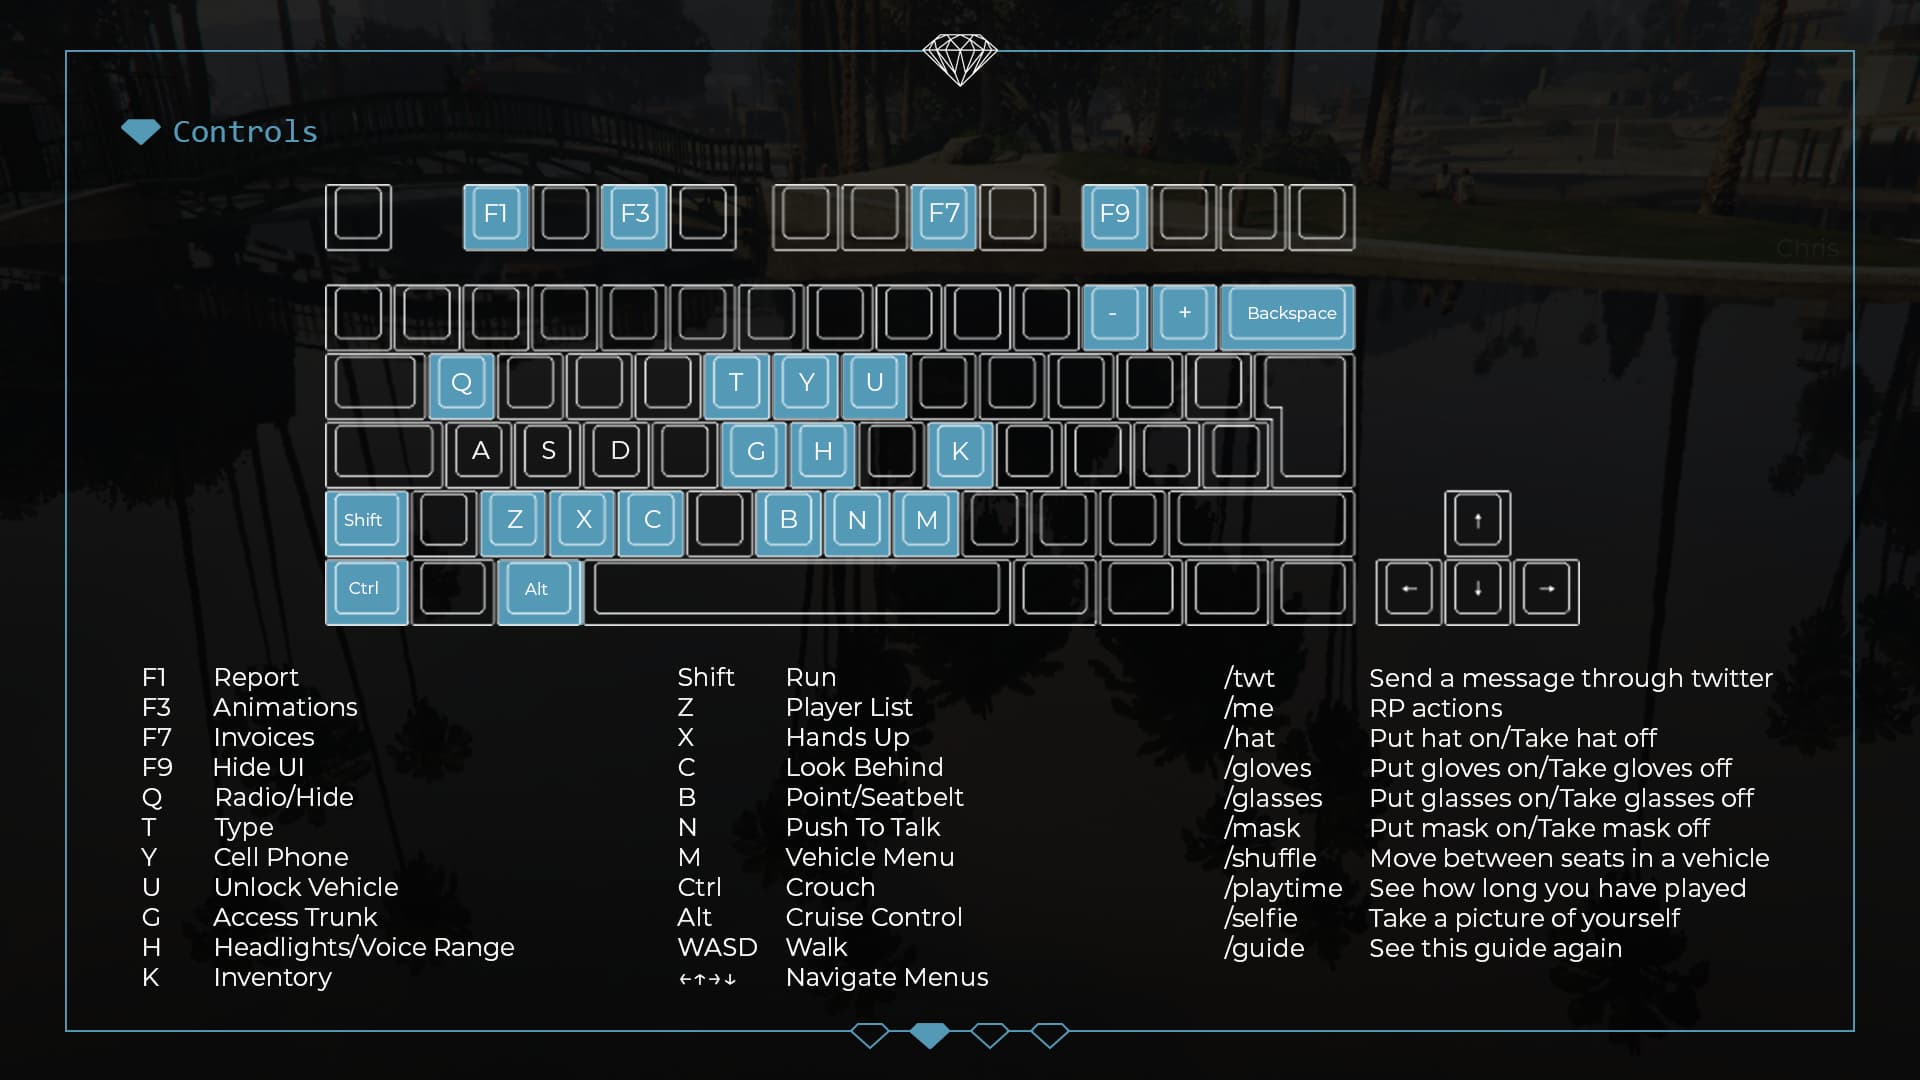 Controls
F1 F3 F7 F9
Chris
- + Backspace
Q T Y U
A S D G H K
Shift Z X C B N M ↑
Ctrl Alt ← ↓ →
F1 Report
F3 Animations
F7 Invoices
F9 Hide UI
Q Radio/Hide
T Type
Y Cell Phone
U Unlock Vehicle
G Access Trunk
H Headlights/Voice Range
K Inventory
Shift Run
Z Player List
X Hands Up
C Look Behind
B Point/Seatbelt
N Push To Talk
M Vehicle Menu
Ctrl Crouch
Alt Cruise Control
WASD Walk
←↑→↓ Navigate Menus
/twt Send a message through twitter
/me RP actions
/hat Put hat on/Take hat off
/gloves Put gloves on/Take gloves off
/glasses Put glasses on/Take glasses off
/mask Put mask on/Take mask off
/shuffle Move between seats in a vehicle
/playtime See how long you have played
/selfie Take a picture of yourself
/guide See this guide again